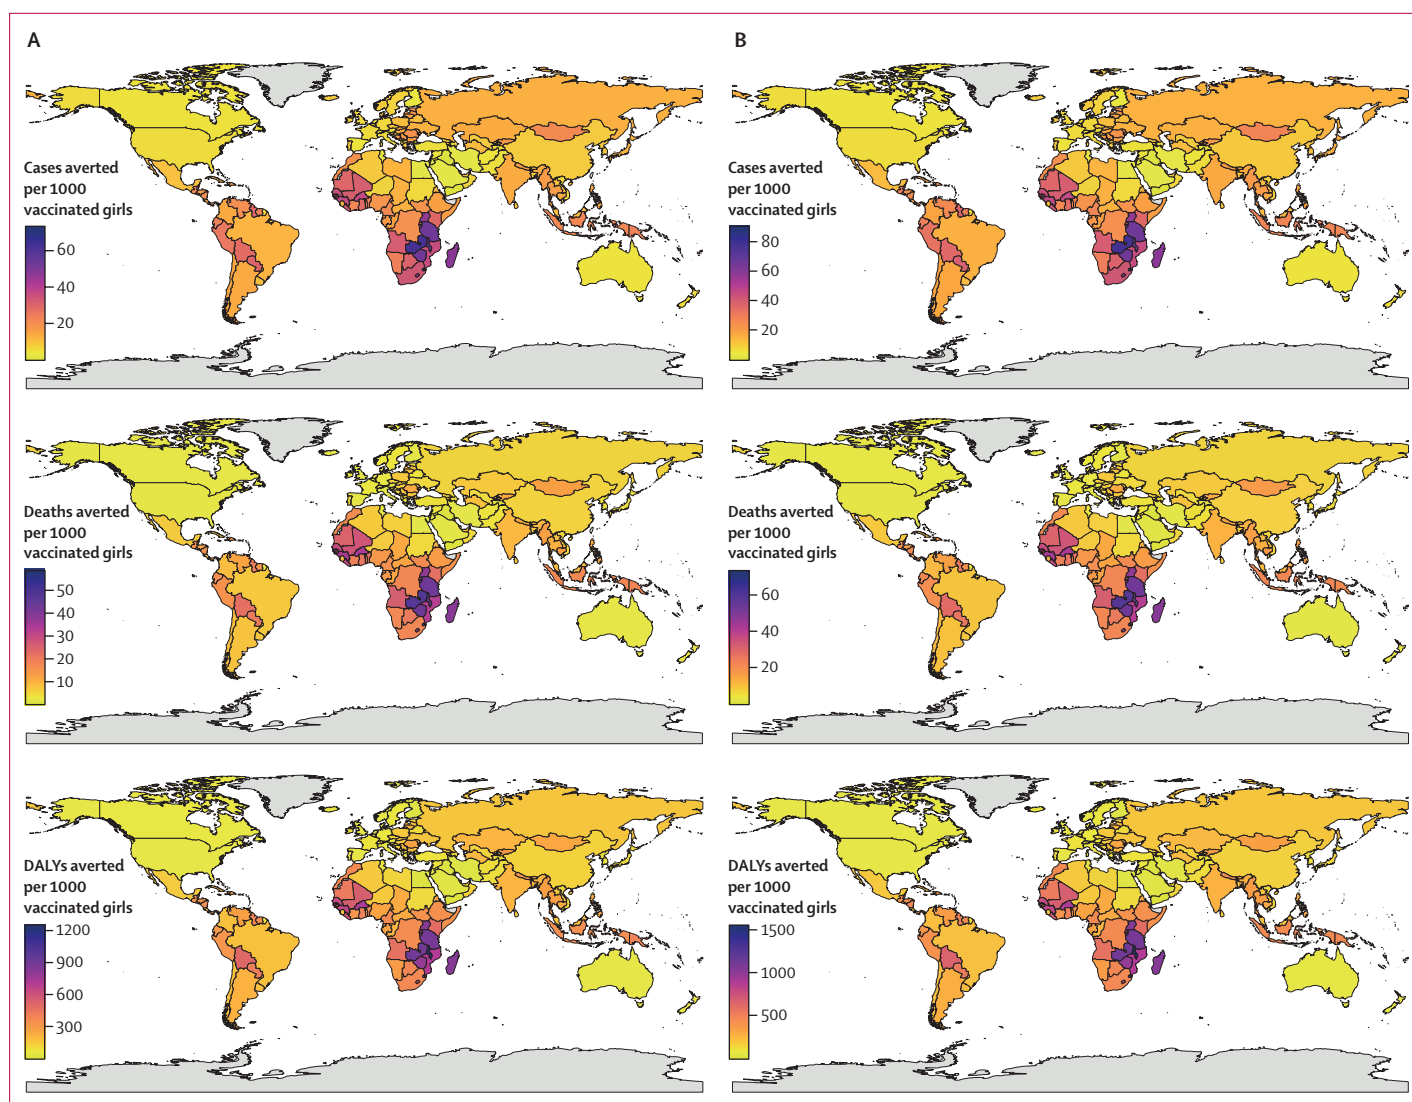 A
Cases averted
per 1000
vaccinated girls
60
40
20
Deaths averted
per 1000
vaccinated girls
50
40
30
20
10
DALYs averted
per 1000
vaccinated girls
1200
900
600
300
B
Cases averted
per 1000
vaccinated girls
80
60
40
20
Deaths averted
per 1000
vaccinated girls
60
40
20
DALYs averted
per 1000
vaccinated girls
1500
1000
500